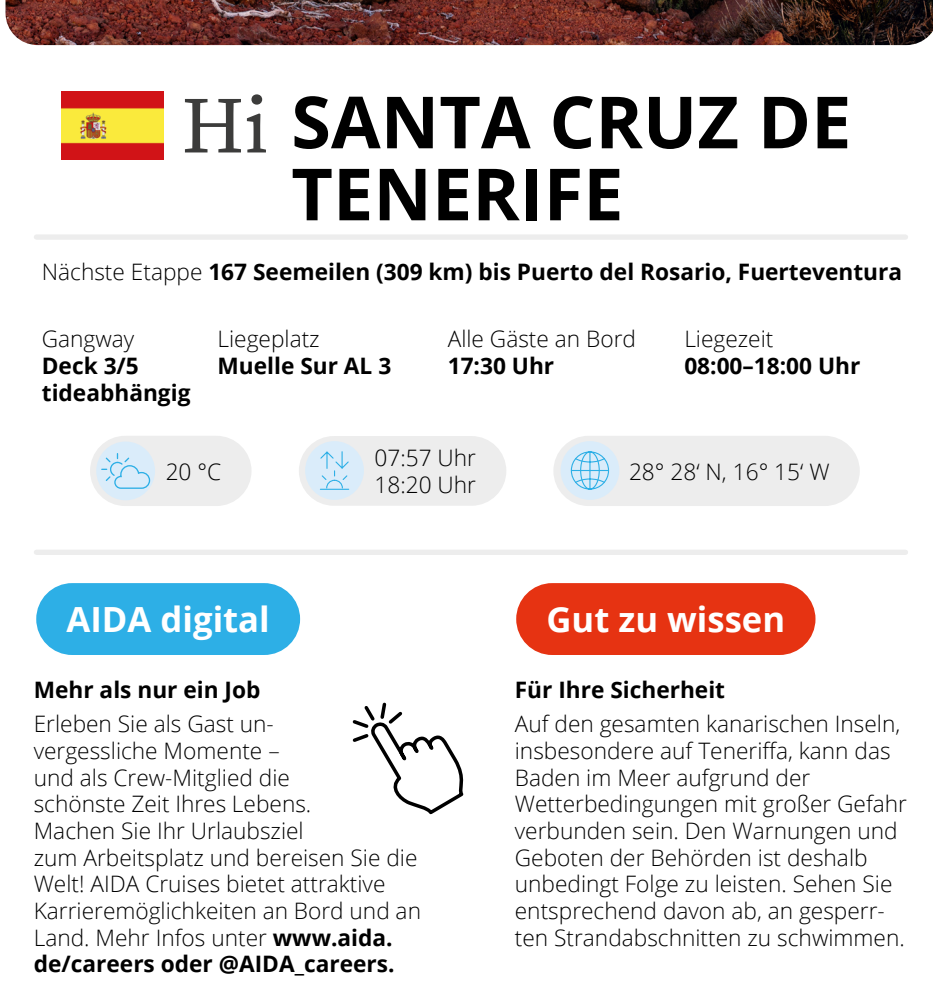 Hi SANTA CRUZ DE
TENERIFE
Nächste Etappe 167 Seemeilen (309 km) bis Puerto del Rosario, Fuerteventura
Gangway
Deck 3/5
tideabhängig
Liegeplatz
Muelle Sur AL 3
Alle Gäste an Bord
17:30 Uhr
Liegezeit
08:00–18:00 Uhr
20 °C
07:57 Uhr
18:20 Uhr
28° 28‘ N, 16° 15‘ W
AIDA digital
Mehr als nur ein Job
Erleben Sie als Gast un-
vergessliche Momente –
und als Crew-Mitglied die
schönste Zeit Ihres Lebens.
Machen Sie Ihr Urlaubsziel
zum Arbeitsplatz und bereisen Sie die
Welt! AIDA Cruises bietet attraktive
Karrieremöglichkeiten an Bord und an
Land. Mehr Infos unter www.aida.
de/careers oder @AIDA_careers.
Gut zu wissen
Für Ihre Sicherheit
Auf den gesamten kanarischen Inseln,
insbesondere auf Teneriffa, kann das
Baden im Meer aufgrund der
Wetterbedingungen mit großer Gefahr
verbunden sein. Den Warnungen und
Geboten der Behörden ist deshalb
unbedingt Folge zu leisten. Sehen Sie
entsprechend davon ab, an gesperr-
ten Strandabschnitten zu schwimmen.